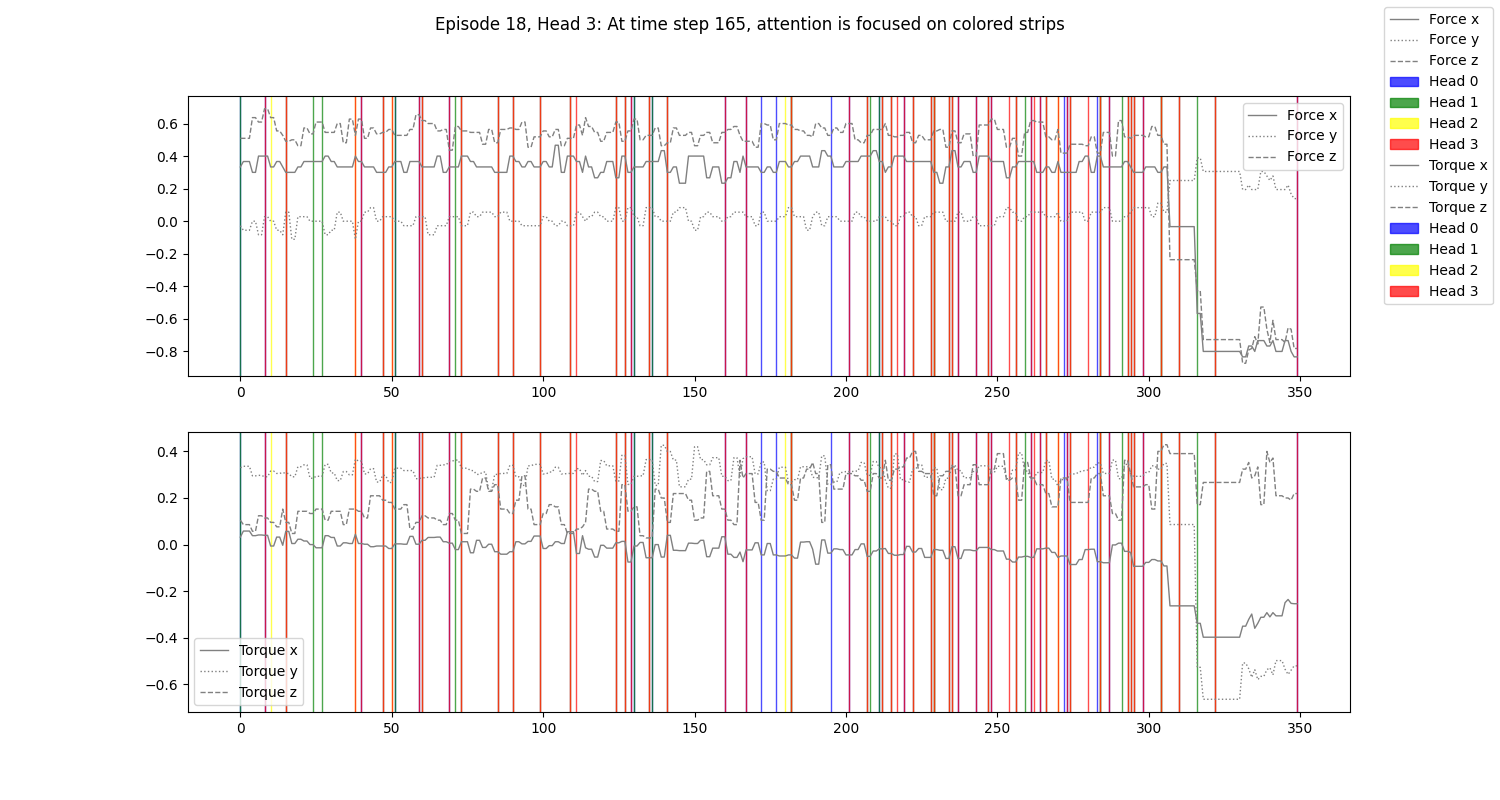 Episode 18, Head 3: At time step 165, attention is focused on colored strips
Force x
Force y
Force z
Head 0
Head 1
Head 2
Head 3
Torque x
Torque y
Torque z
Head 0
Head 1
Head 2
Head 3
0.6
0.4
0.2
0.0
−0.2
−0.4
−0.6
−0.8
Force x
Force y
Force z
0 50 100 150 200 250 300 350
0.4
0.2
0.0
−0.2
−0.4
−0.6
Torque x
Torque y
Torque z
0 50 100 150 200 250 300 350